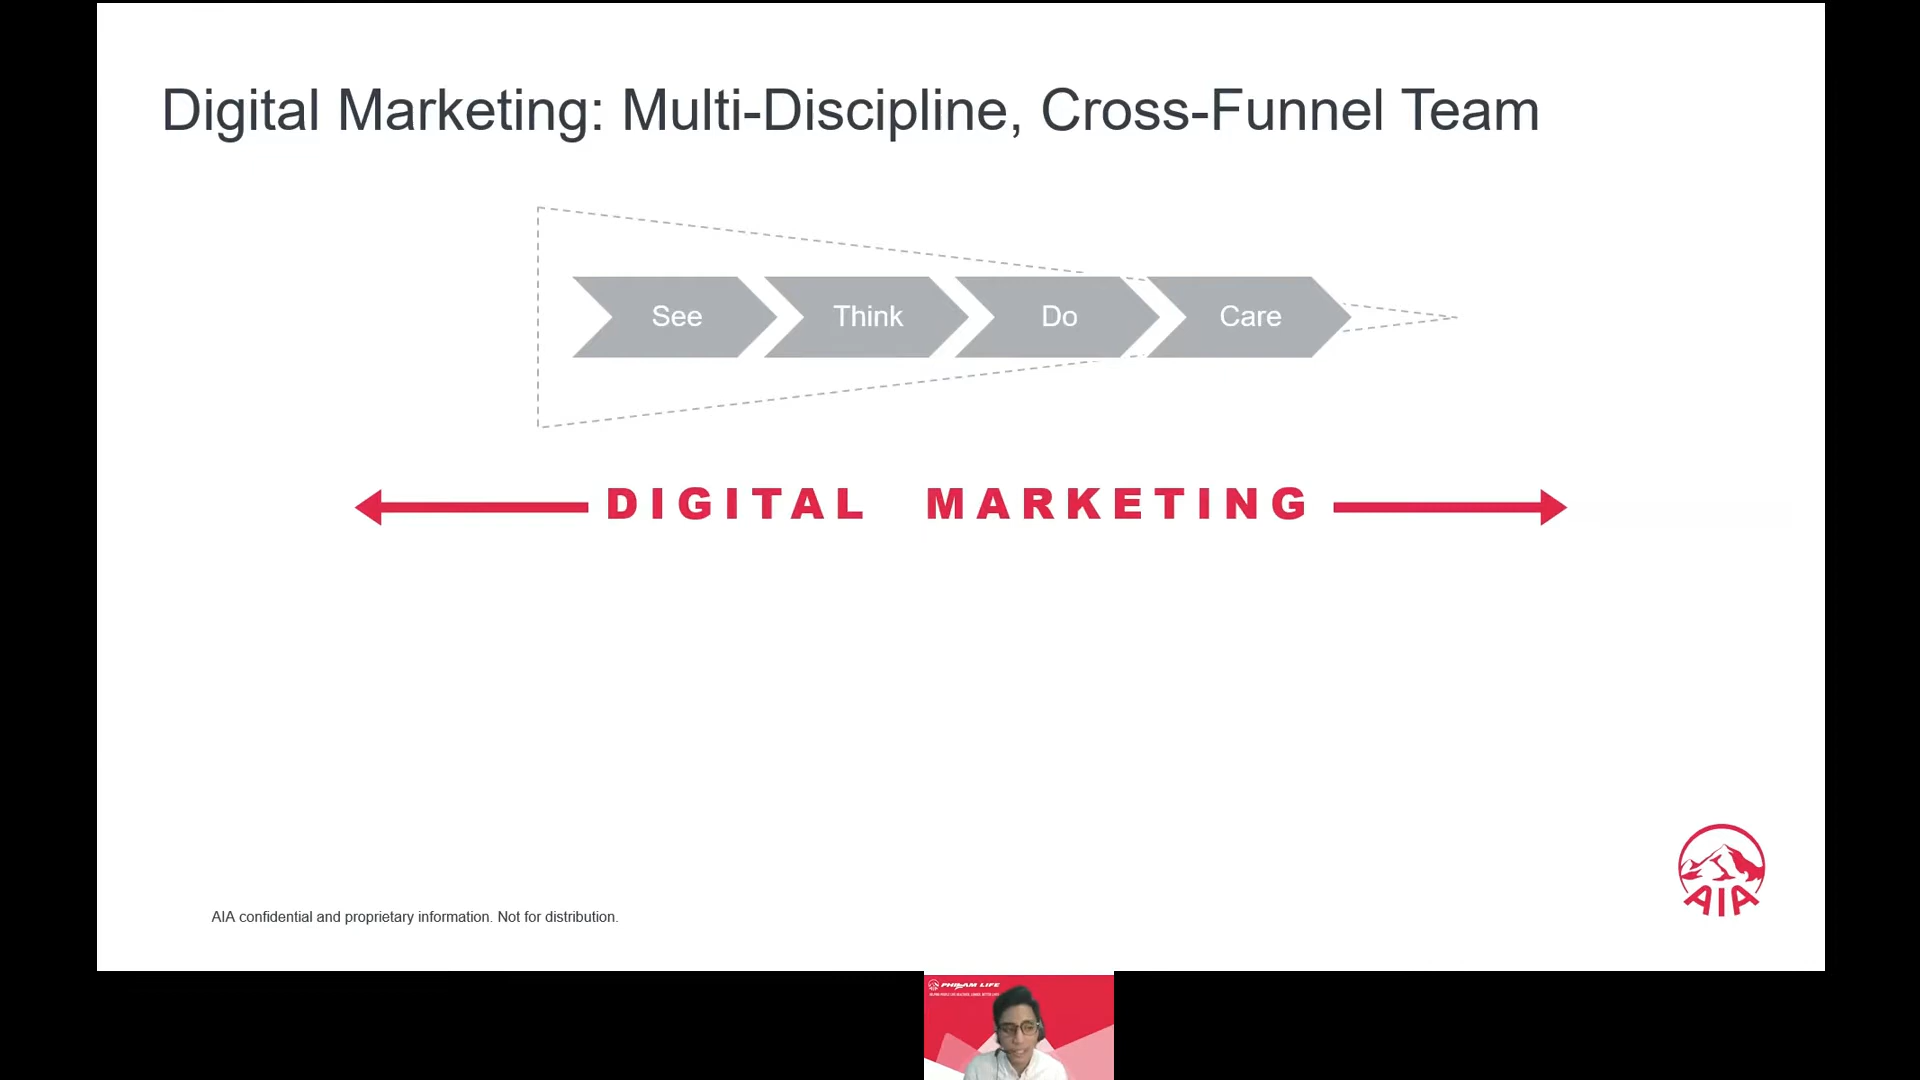 Digital Marketing: Multi-Discipline, Cross-Funnel Team
See Think Do Care
DIGITAL MARKETING
AIA
AIA confidential and proprietary information. Not for distribution.
PHILAM LIFE